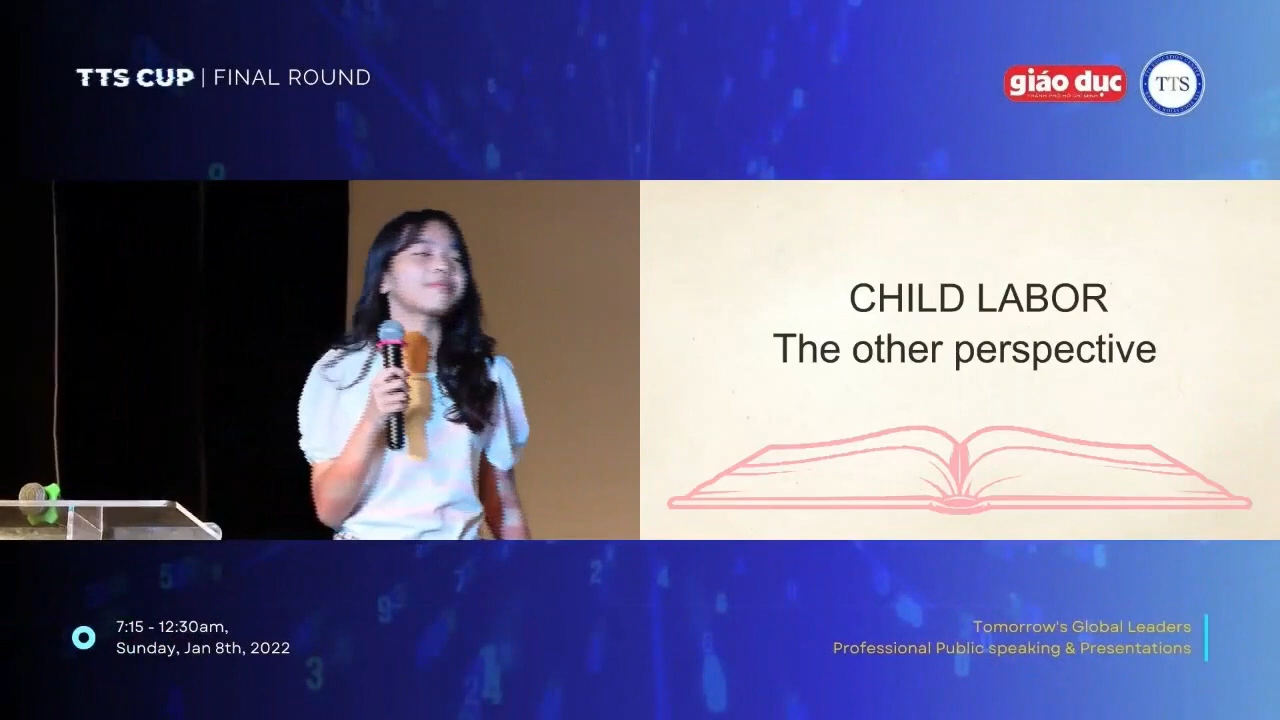 TTS CUP | FINAL ROUND
giáo dục
TTS
CHILD LABOR
The other perspective
7:15 - 12:30am,
Sunday, Jan 8th, 2022
Tomorrow's Global Leaders
Professional Public speaking & Presentations